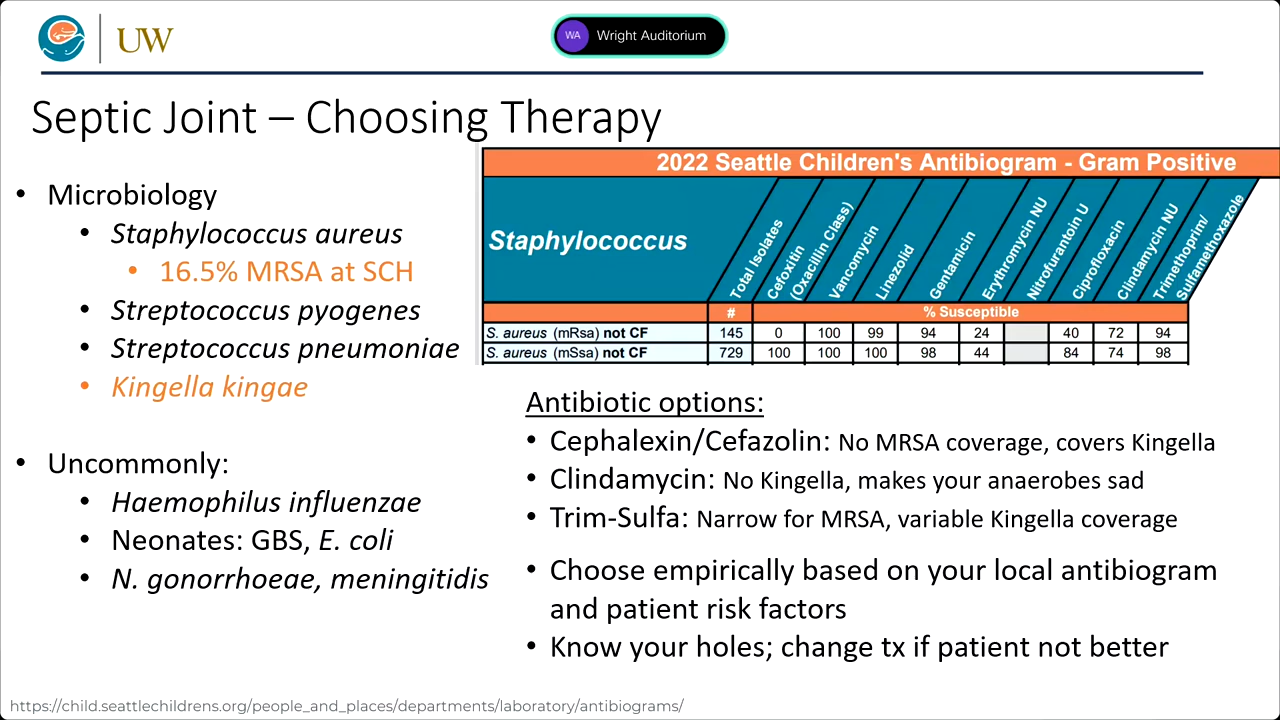 UW
WA Wright Auditorium
Septic Joint – Choosing Therapy
• Microbiology
• Staphylococcus aureus
• 16.5% MRSA at SCH
• Streptococcus pyogenes
• Streptococcus pneumoniae
• Kingella kingae
• Uncommonly:
• Haemophilus influenzae
• Neonates: GBS, E. coli
• N. gonorrhoeae, meningitidis
2022 Seattle Children's Antibiogram - Gram Positive
Staphylococcus
Total Isolates
Cefoxitin
(Oxacillin Class)
Vancomycin
Linezolid
Gentamicin
Erythromycin NU
Nitrofurantoin U
Ciprofloxacin
Clindamycin NU
Trimethoprim/
Sulfamethoxazole
# % Susceptible
S. aureus (mRsa) not CF 145 0 100 99 94 24 40 72 94
S. aureus (mSsa) not CF 729 100 100 100 98 44 84 74 98
Antibiotic options:
• Cephalexin/Cefazolin: No MRSA coverage, covers Kingella
• Clindamycin: No Kingella, makes your anaerobes sad
• Trim-Sulfa: Narrow for MRSA, variable Kingella coverage
• Choose empirically based on your local antibiogram
and patient risk factors
• Know your holes; change tx if patient not better
https://child.seattlechildrens.org/people_and_places/departments/laboratory/antibiograms/